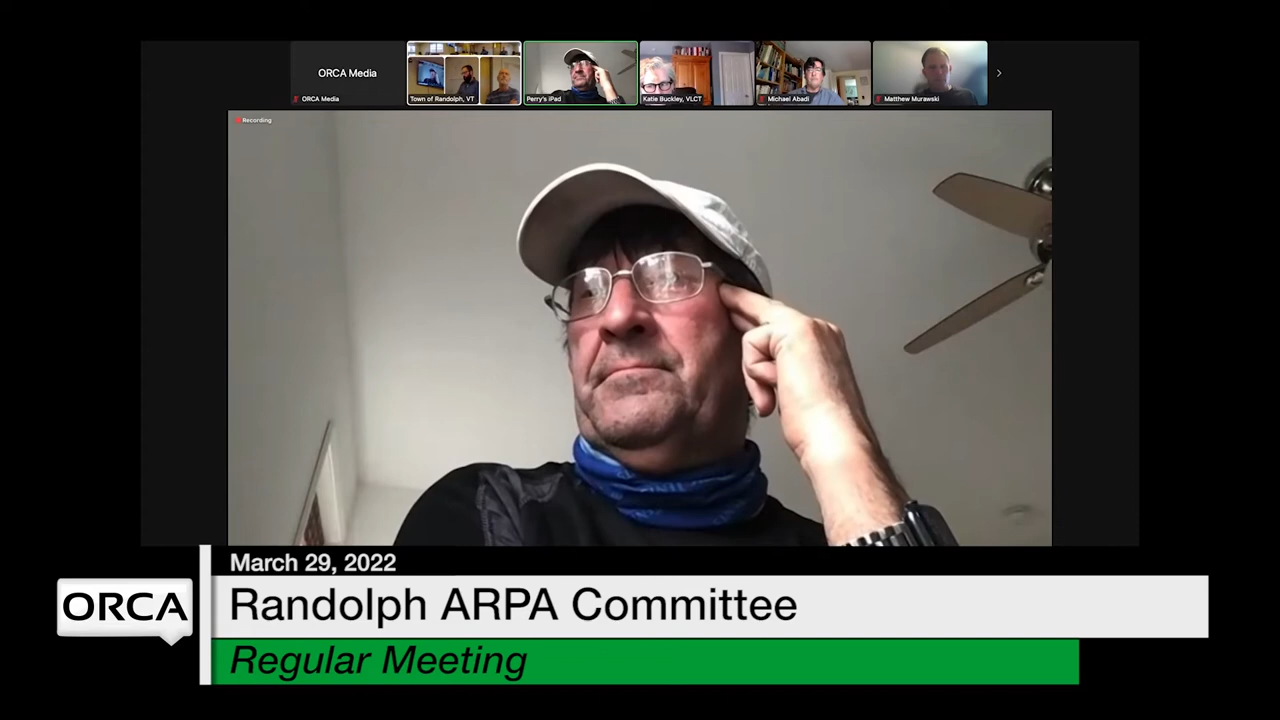 ORCA Media
ORCA Media
Town of Randolph, VT
Perry's iPad
Katie Buckley, VLCT
Michael Abadi
Matthew Murawski
Recording
March 29, 2022
ORCA
Randolph ARPA Committee
Regular Meeting